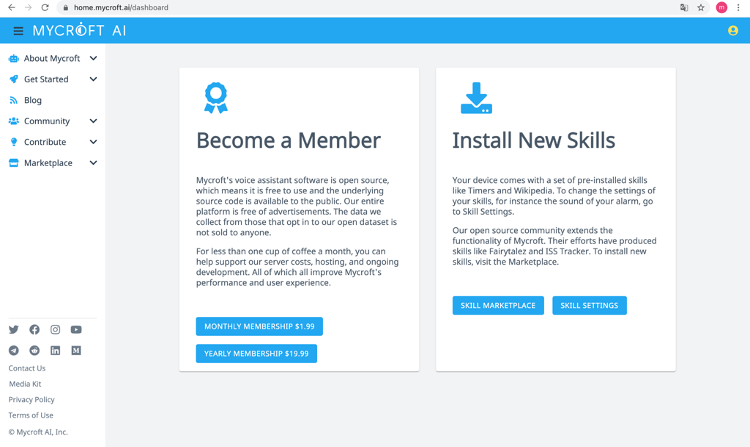 home.mycroft.ai/dashboard
m
MYCROFT AI
About Mycroft
Get Started
Blog
Community
Contribute
Marketplace
Contact Us
Media Kit
Privacy Policy
Terms of Use
© Mycroft AI, Inc.
Become a Member
Mycroft's voice assistant software is open source,
which means it is free to use and the underlying
source code is available to the public. Our entire
platform is free of advertisements. The data we
collect from those that opt in to our open dataset is
not sold to anyone.
For less than one cup of coffee a month, you can
help support our server costs, hosting, and ongoing
development. All of which all improve Mycroft's
performance and user experience.
MONTHLY MEMBERSHIP $1.99
YEARLY MEMBERSHIP $19.99
Install New Skills
Your device comes with a set of pre-installed skills
like Timers and Wikipedia. To change the settings of
your skills, for instance the sound of your alarm, go
to Skill Settings.
Our open source community extends the
functionality of Mycroft. Their efforts have produced
skills like Fairytalez and ISS Tracker. To install new
skills, visit the Marketplace.
SKILL MARKETPLACE
SKILL SETTINGS